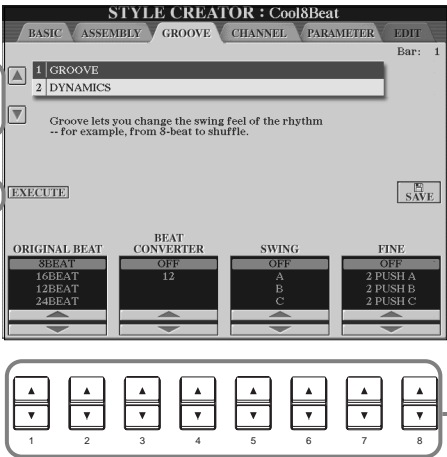 STYLE CREATOR : Cool8Beat
BASIC ASSEMBLY GROOVE CHANNEL PARAMETER EDIT
Bar: 1
1 GROOVE
2 DYNAMICS
Groove lets you change the swing feel of the rhythm
-- for example, from 8-beat to shuffle.
EXECUTE
SAVE
ORIGINAL BEAT BEAT CONVERTER SWING FINE
8BEAT OFF OFF OFF
16BEAT 12 A 2 PUSH A
12BEAT B 2 PUSH B
24BEAT C 2 PUSH C
1 2 3 4 5 6 7 8